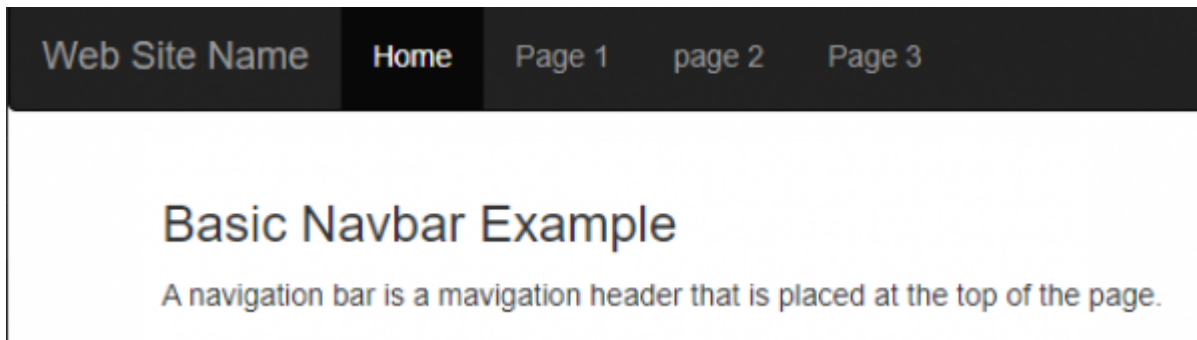 Web Site Name Home Page 1 page 2 Page 3
Basic Navbar Example
A navigation bar is a mavigation header that is placed at the top of the page.